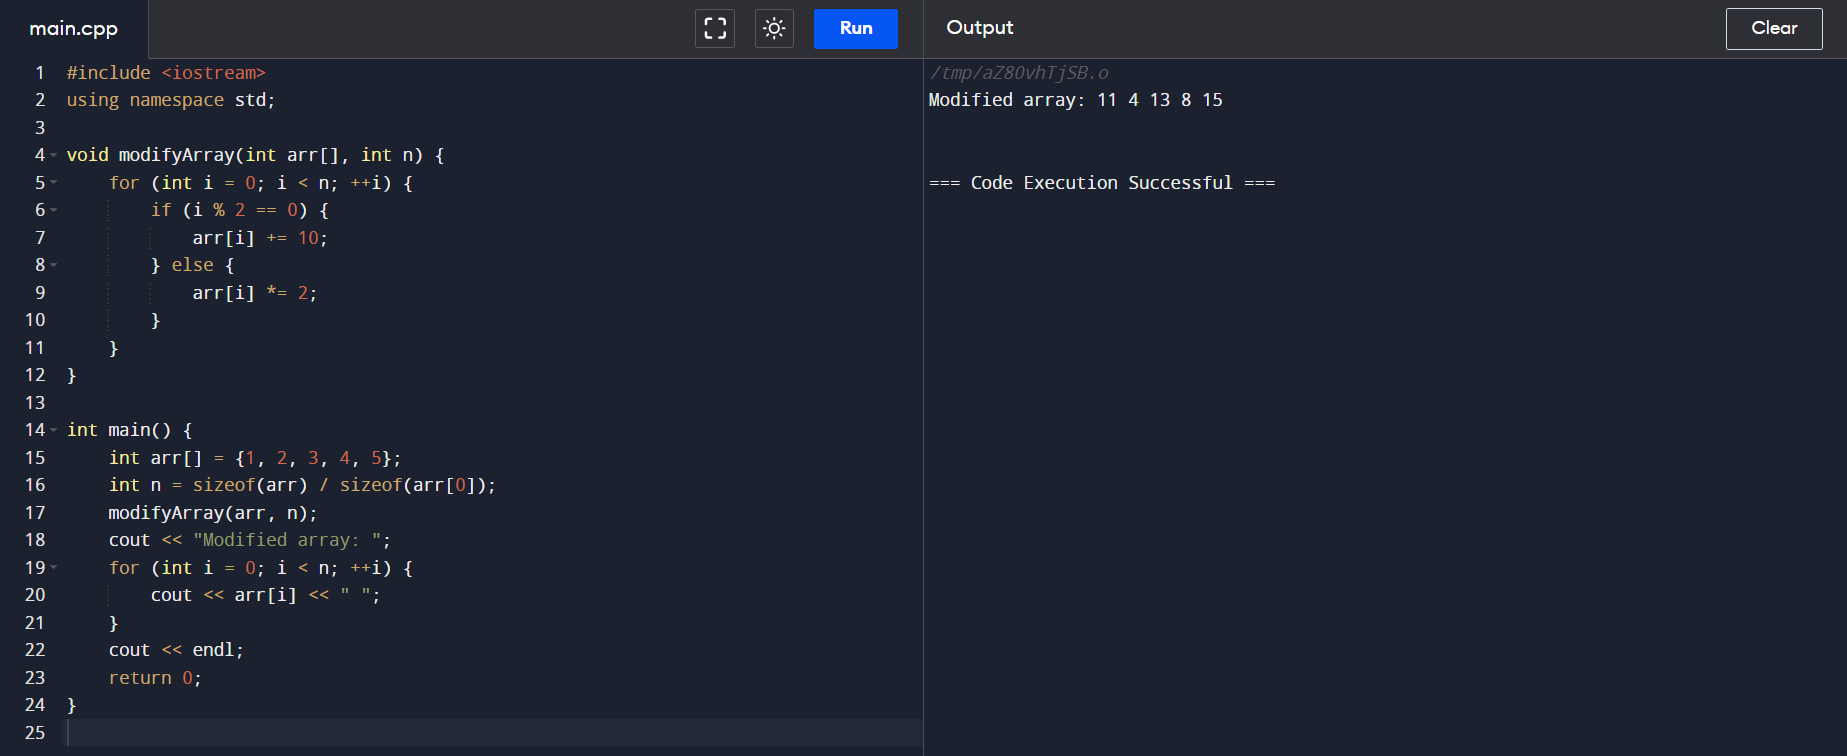 main.cpp
Run
1 #include <iostream>
2 using namespace std;
3
4 void modifyArray(int arr[], int n) {
5     for (int i = 0; i < n; ++i) {
6         if (i % 2 == 0) {
7             arr[i] += 10;
8         } else {
9             arr[i] *= 2;
10         }
11     }
12 }
13
14 int main() {
15     int arr[] = {1, 2, 3, 4, 5};
16     int n = sizeof(arr) / sizeof(arr[0]);
17     modifyArray(arr, n);
18     cout << "Modified array: ";
19     for (int i = 0; i < n; ++i) {
20         cout << arr[i] << " ";
21     }
22     cout << endl;
23     return 0;
24 }
25
Output
Clear
/tmp/aZ8OvhTjSB.o
Modified array: 11 4 13 8 15
=== Code Execution Successful ===